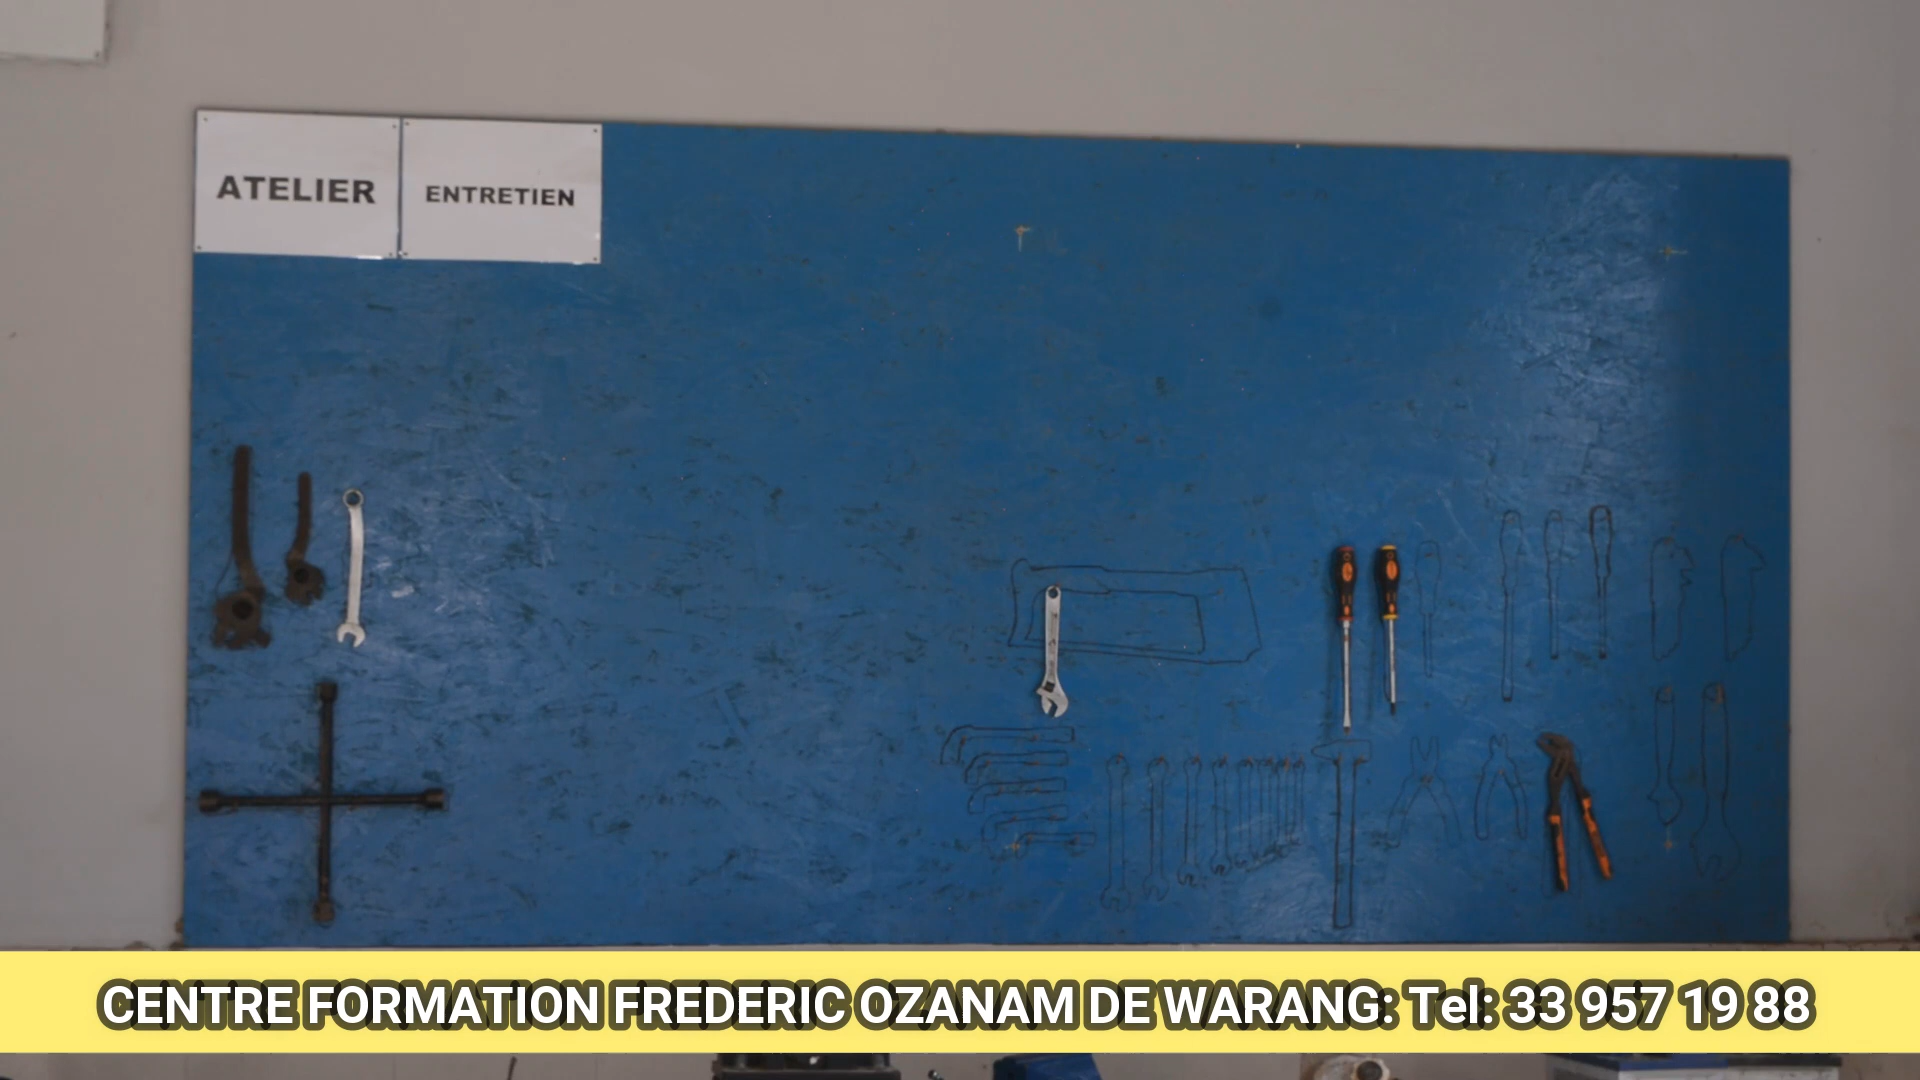 ATELIER
ENTRETIEN
CENTRE FORMATION FREDERIC OZANAM DE WARANG: Tel: 33 957 19 88